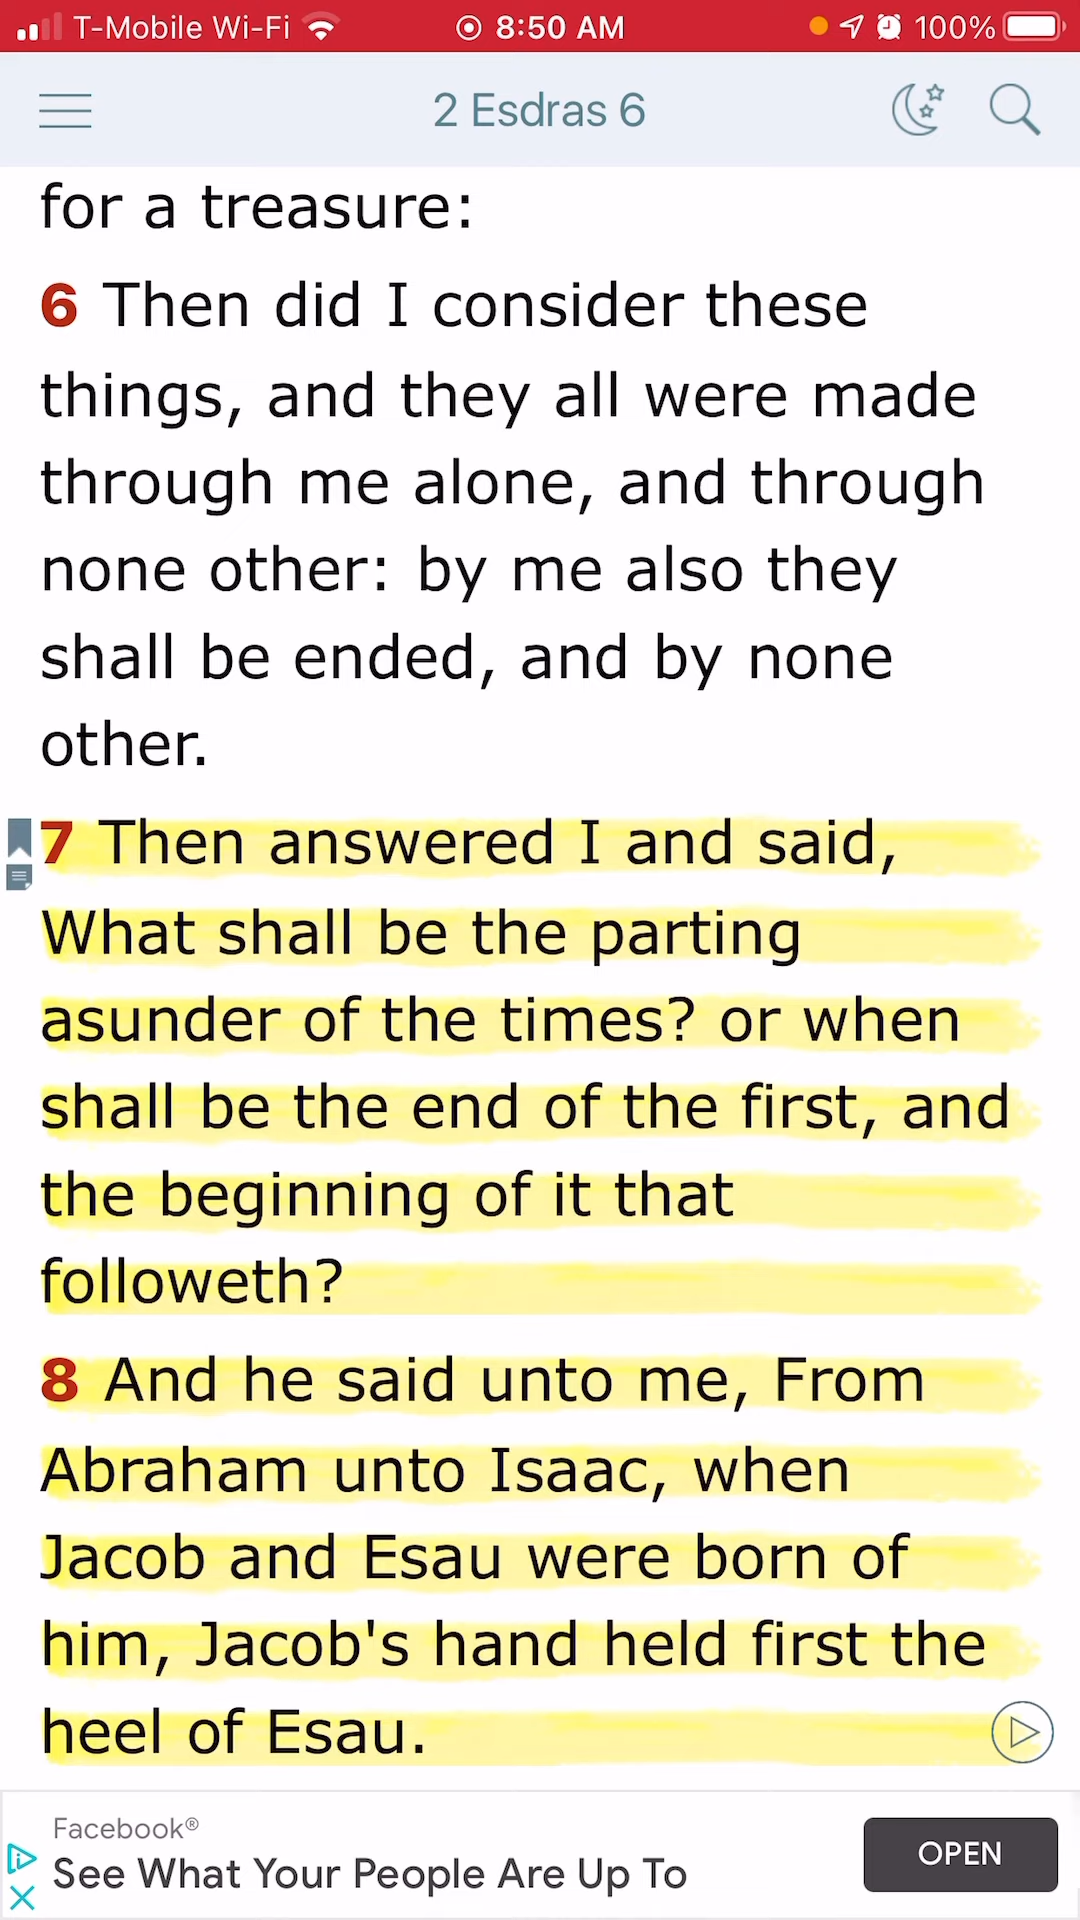 T-Mobile Wi-Fi 8:50 AM 100%
2 Esdras 6
for a treasure:
6 Then did I consider these
things, and they all were made
through me alone, and through
none other: by me also they
shall be ended, and by none
other.
7 Then answered I and said,
What shall be the parting
asunder of the times? or when
shall be the end of the first, and
the beginning of it that
followeth?
8 And he said unto me, From
Abraham unto Isaac, when
Jacob and Esau were born of
him, Jacob's hand held first the
heel of Esau.
Facebook®
See What Your People Are Up To
OPEN